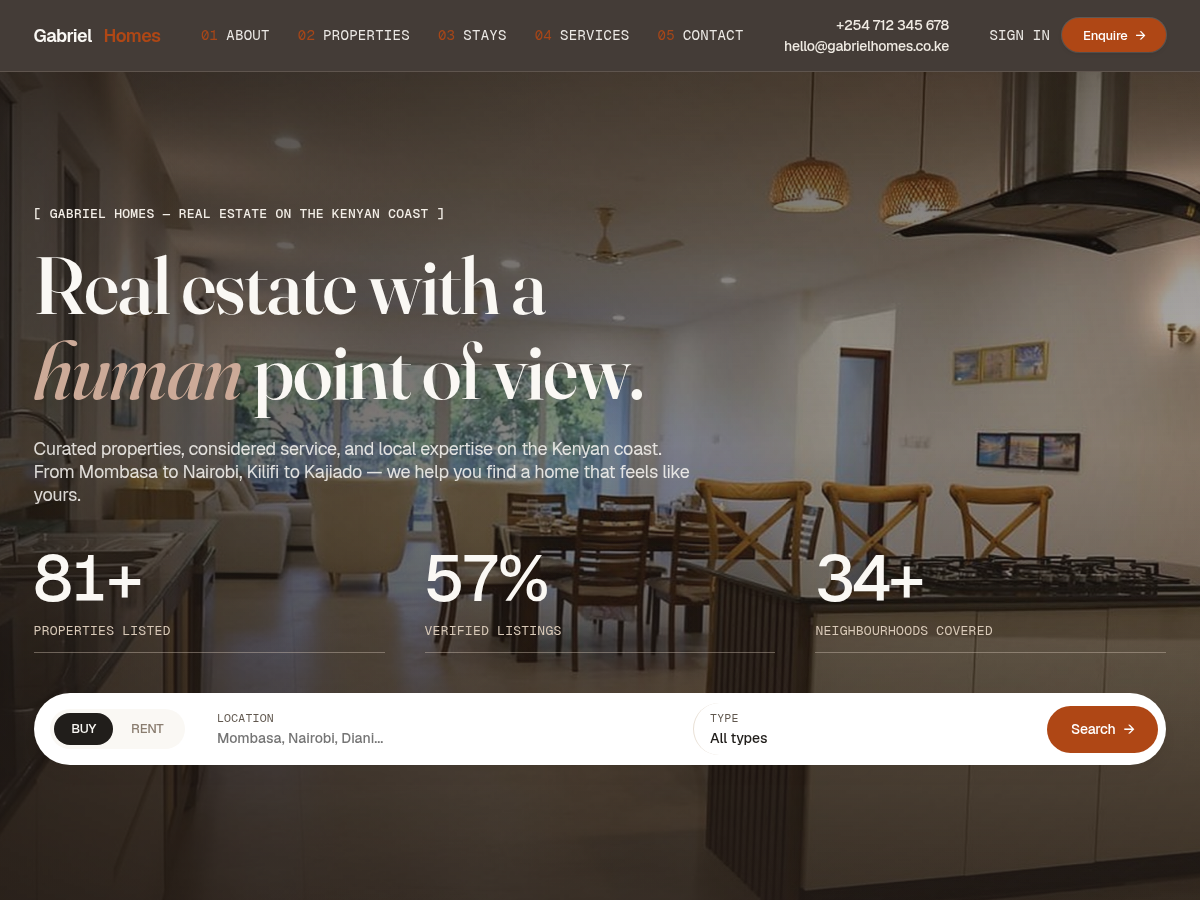 Gabriel Homes
01 ABOUT
02 PROPERTIES
03 STAYS
04 SERVICES
05 CONTACT
+254 712 345 678
hello@gabrielhomes.co.ke
SIGN IN
Enquire →
[ GABRIEL HOMES — REAL ESTATE ON THE KENYAN COAST ]
Real estate with a
human point of view.
Curated properties, considered service, and local expertise on the Kenyan coast.
From Mombasa to Nairobi, Kilifi to Kajiado — we help you find a home that feels like
yours.
81+
PROPERTIES LISTED
57%
VERIFIED LISTINGS
34+
NEIGHBOURHOODS COVERED
BUY
RENT
LOCATION
Mombasa, Nairobi, Diani...
TYPE
All types
Search →